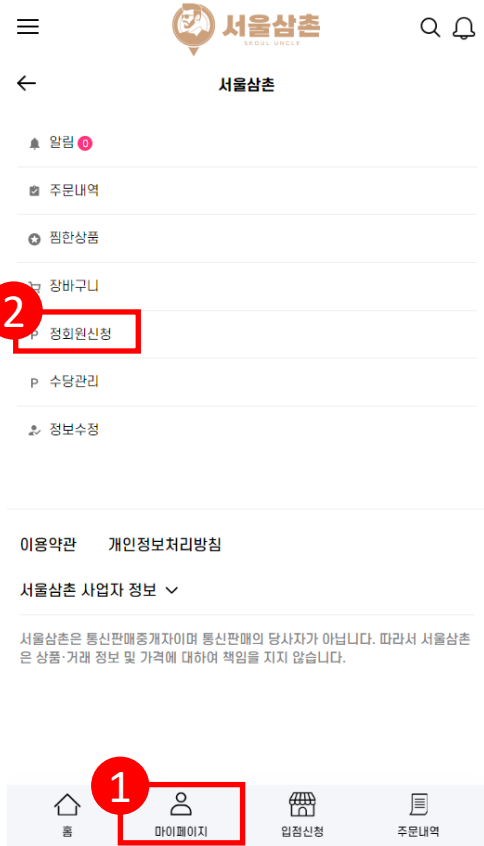 서울삼촌
SEOUL UNCLE
서울삼촌
알림 0
주문내역
찜한상품
장바구니
2
P 정회원신청
P 수당관리
정보수정
이용약관 개인정보처리방침
서울삼촌 사업자 정보
서울삼촌은 통신판매중개자이며 통신판매의 당사자가 아닙니다. 따라서 서울삼촌
은 상품·거래 정보 및 가격에 대하여 책임을 지지 않습니다.
1
홈 마이페이지 입점신청 주문내역